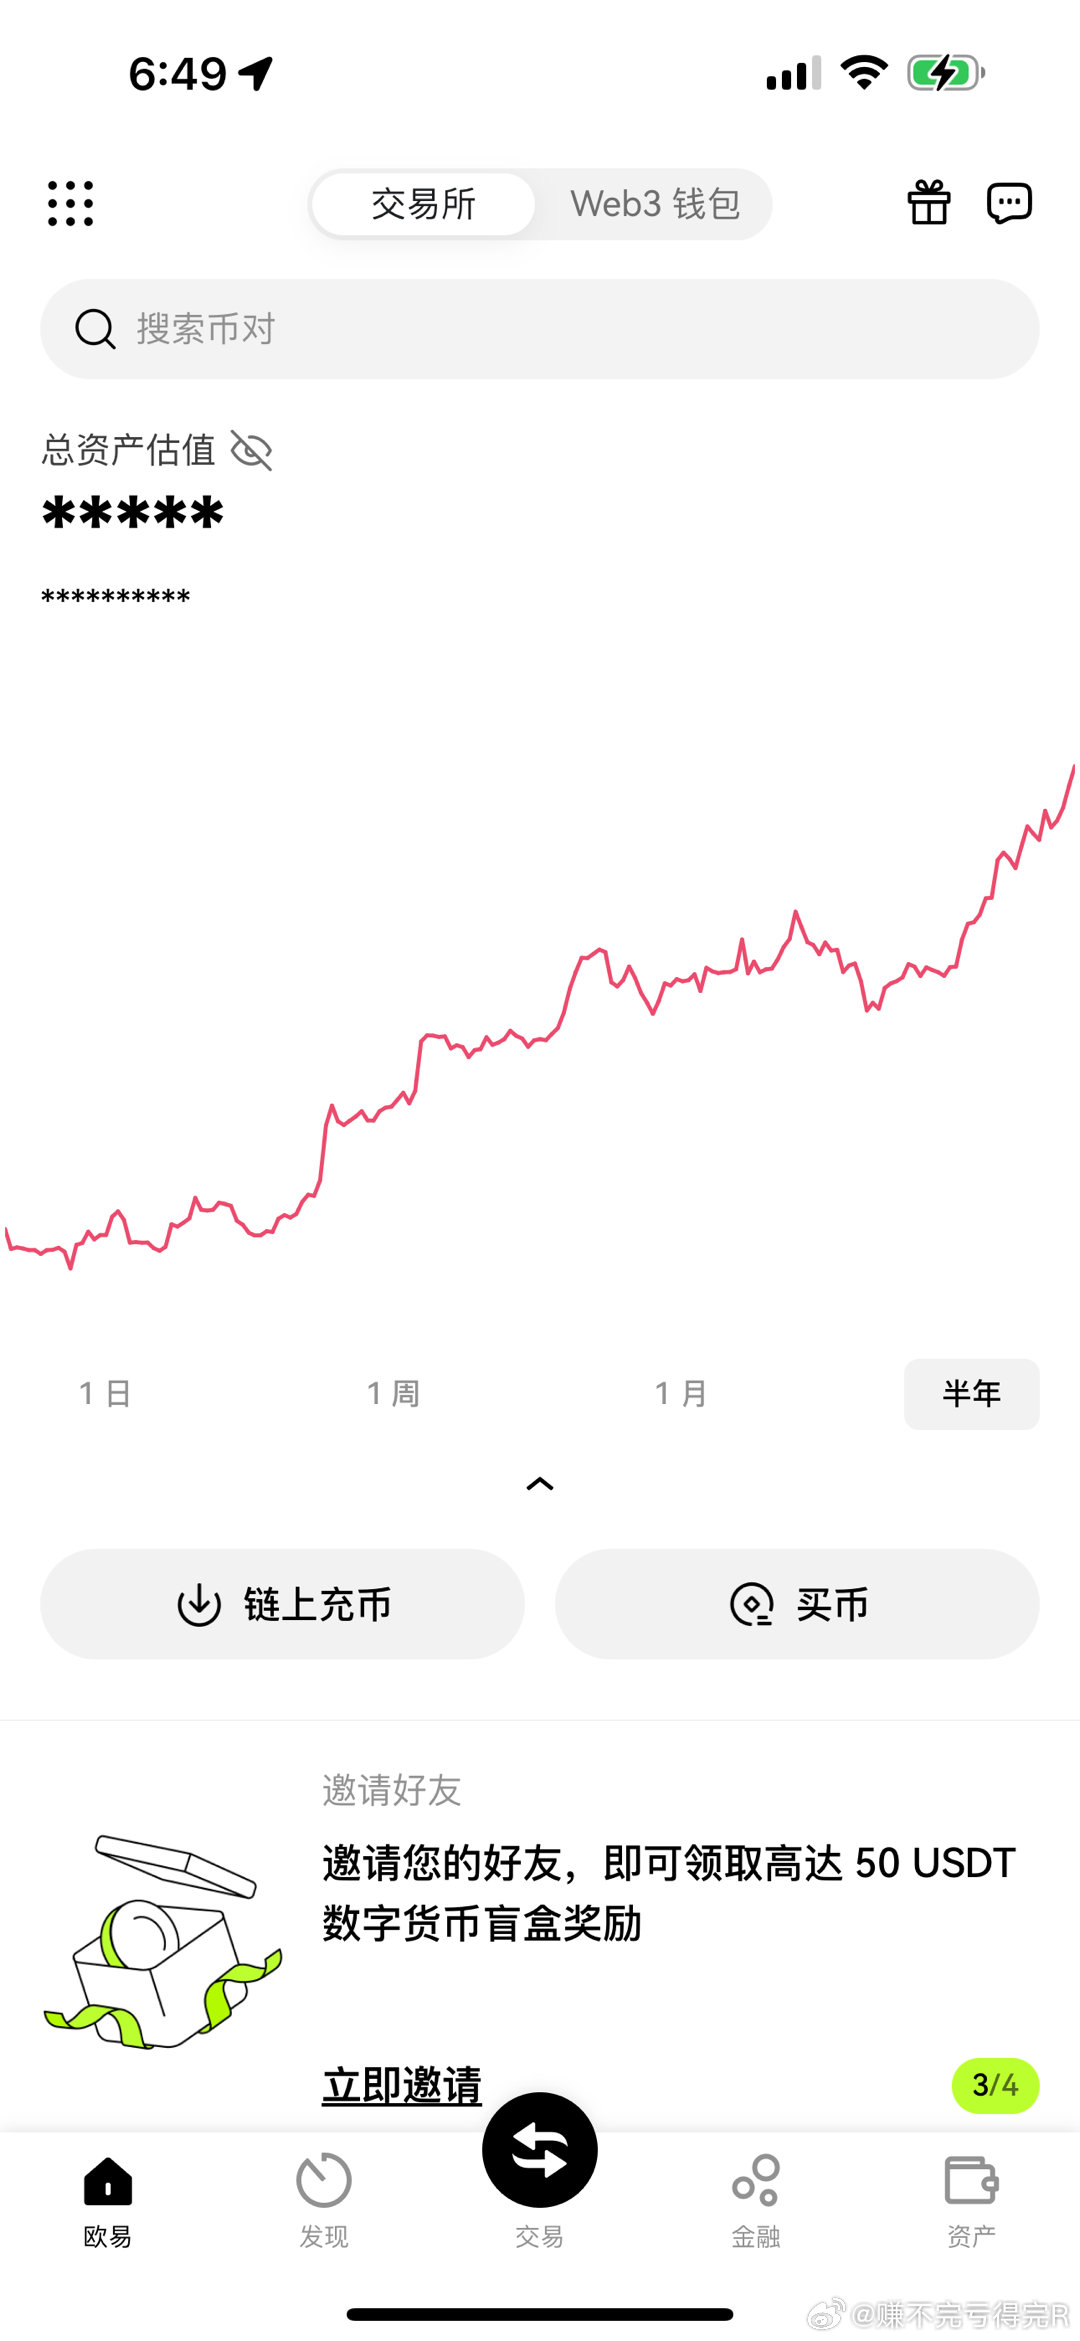 6:49
交易所
Web3 钱包
搜索币对
总资产估值
*****
**********
1 日
1 周
1 月
半年
链上充币
买币
邀请好友
邀请您的好友，即可领取高达 50 USDT
数字货币盲盒奖励
立即邀请
3/4
欧易
发现
交易
金融
资产
@赚不完亏得完R